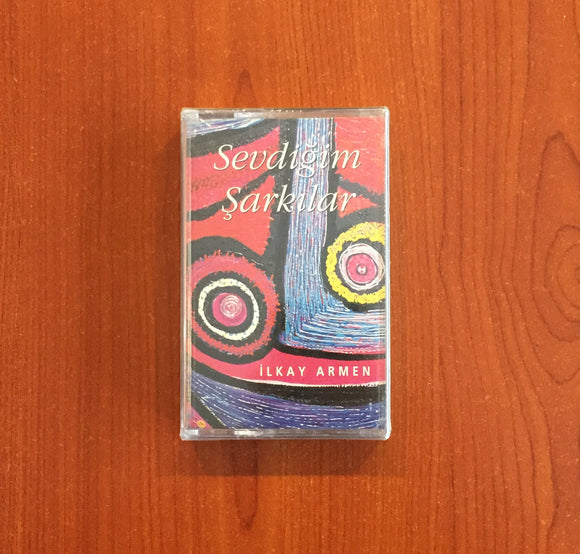 Sevdiğim
Şarkılar
İLKAY ARMEN